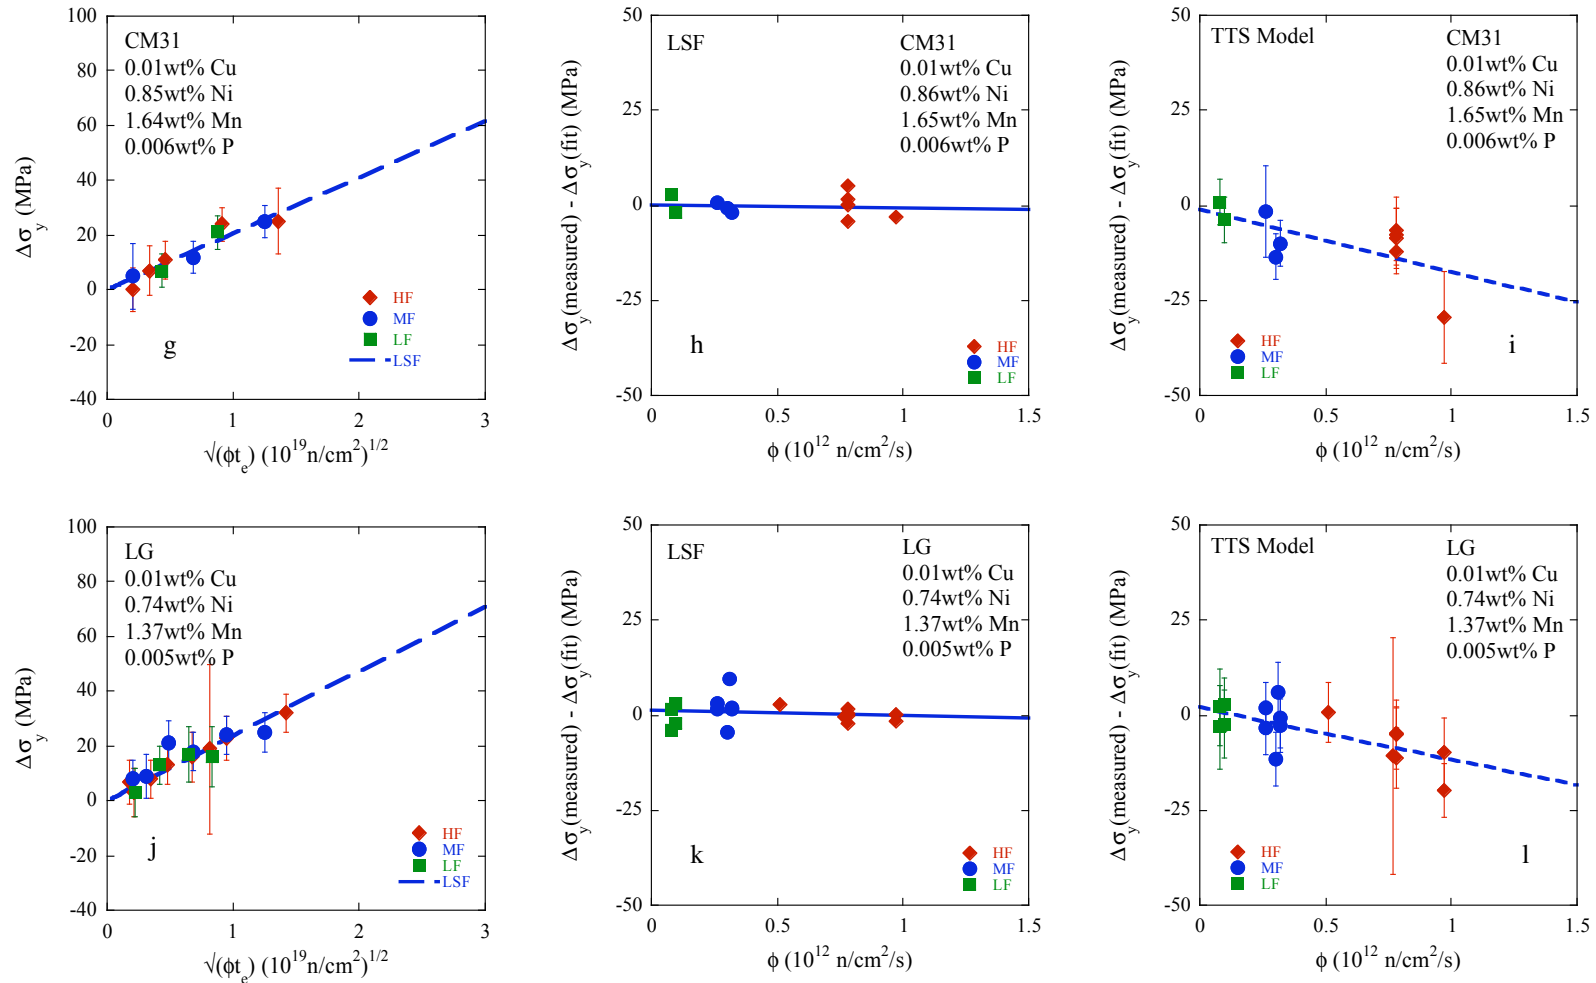 100
80
60
40
20
0
-20
-40
0
1
2
3
Δσy (MPa)
√(ϕte) (10^19n/cm^2)^1/2
CM31
0.01wt% Cu
0.85wt% Ni
1.64wt% Mn
0.006wt% P
HF
MF
LF
LSF
g
50
25
0
-25
-50
0
0.5
1
1.5
Δσy(measured) - Δσy(fit) (MPa)
ϕ (10^12 n/cm^2/s)
LSF
CM31
0.01wt% Cu
0.86wt% Ni
1.65wt% Mn
0.006wt% P
h
HF
MF
LF
50
25
0
-25
-50
0
0.5
1
1.5
Δσy(measured) - Δσy(fit) (MPa)
ϕ (10^12 n/cm^2/s)
TTS Model
CM31
0.01wt% Cu
0.86wt% Ni
1.65wt% Mn
0.006wt% P
HF
MF
LF
i
100
80
60
40
20
0
-20
-40
0
1
2
3
Δσy (MPa)
√(ϕte) (10^19n/cm^2)^1/2
LG
0.01wt% Cu
0.74wt% Ni
1.37wt% Mn
0.005wt% P
j
HF
MF
LF
LSF
50
25
0
-25
-50
0
0.5
1
1.5
Δσy(measured) - Δσy(fit) (MPa)
ϕ (10^12 n/cm^2/s)
LSF
LG
0.01wt% Cu
0.74wt% Ni
1.37wt% Mn
0.005wt% P
k
HF
MF
LF
50
25
0
-25
-50
0
0.5
1
1.5
Δσy(measured) - Δσy(fit) (MPa)
ϕ (10^12 n/cm^2/s)
TTS Model
LG
0.01wt% Cu
0.74wt% Ni
1.37wt% Mn
0.005wt% P
HF
MF
LF
l